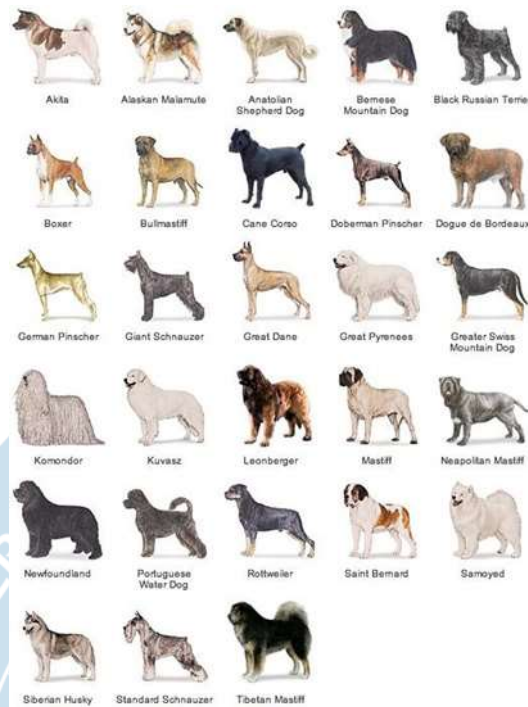 Akita
Alaskan Malamute
Anatolian
Shepherd Dog
Bernese
Mountain Dog
Black Russian Terrie
Boxer
Bullmastiff
Cane Corso
Doberman Pinscher
Dogue de Bordeaux
German Pinscher
Giant Schnauzer
Great Dane
Great Pyrenees
Greater Swiss
Mountain Dog
Komondor
Kuvasz
Leonberger
Mastiff
Neapolitan Mastiff
Newfoundland
Portuguese
Water Dog
Rottweiler
Saint Bernard
Samoyed
Siberian Husky
Standard Schnauzer
Tibetan Mastiff